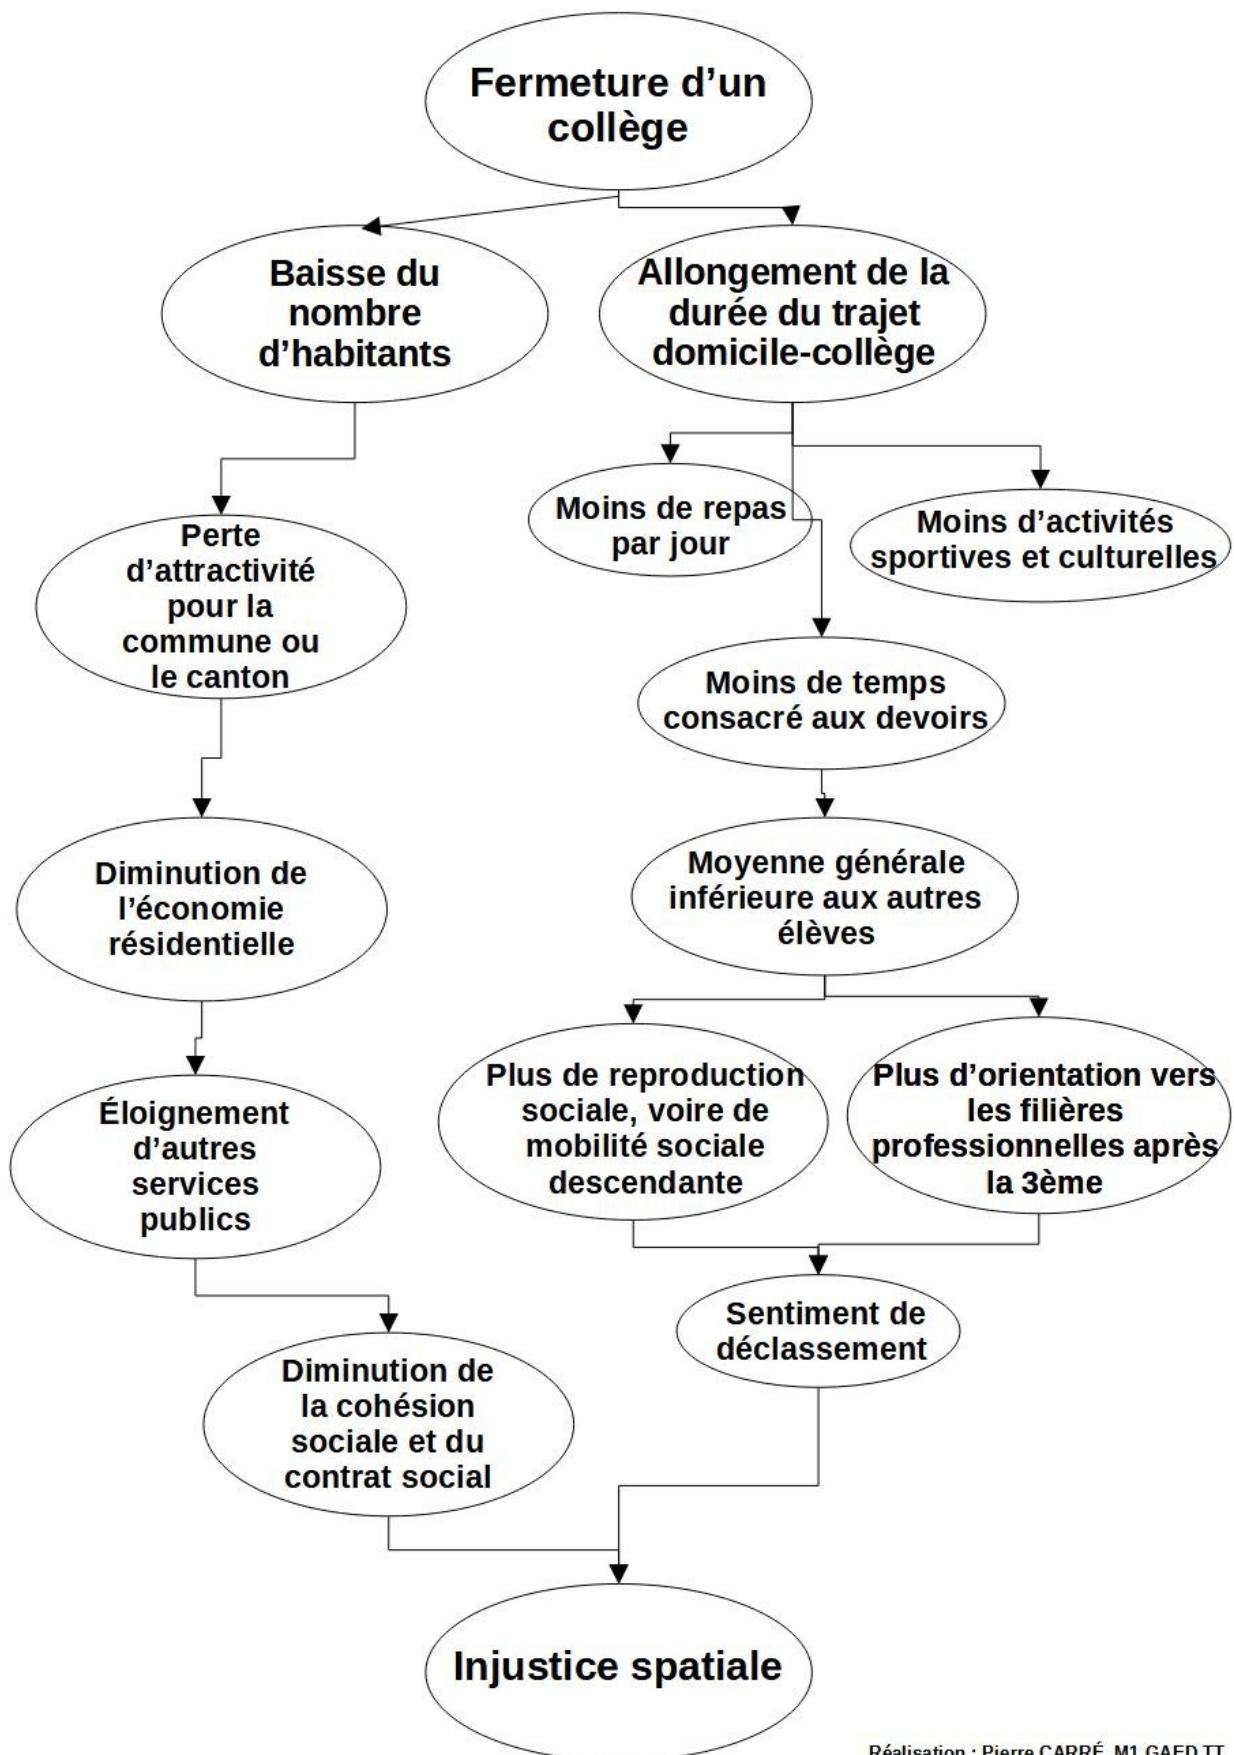 Fermeture d’un
collège
Baisse du
nombre
d’habitants
Allongement de la
durée du trajet
domicile-collège
Moins de repas
par jour
Moins d’activités
sportives et culturelles
Perte
d’attractivité
pour la
commune ou
le canton
Moins de temps
consacré aux devoirs
Diminution de
l’économie
résidentielle
Moyenne générale
inférieure aux autres
élèves
Éloignement
d’autres
services
publics
Plus de reproduction
sociale, voire de
mobilité sociale
descendante
Plus d’orientation vers
les filières
professionnelles après
la 3ème
Sentiment de
déclassement
Diminution de
la cohésion
sociale et du
contrat social
Injustice spatiale
Réalisation : Pierre CARRÉ, M1 GAED TT